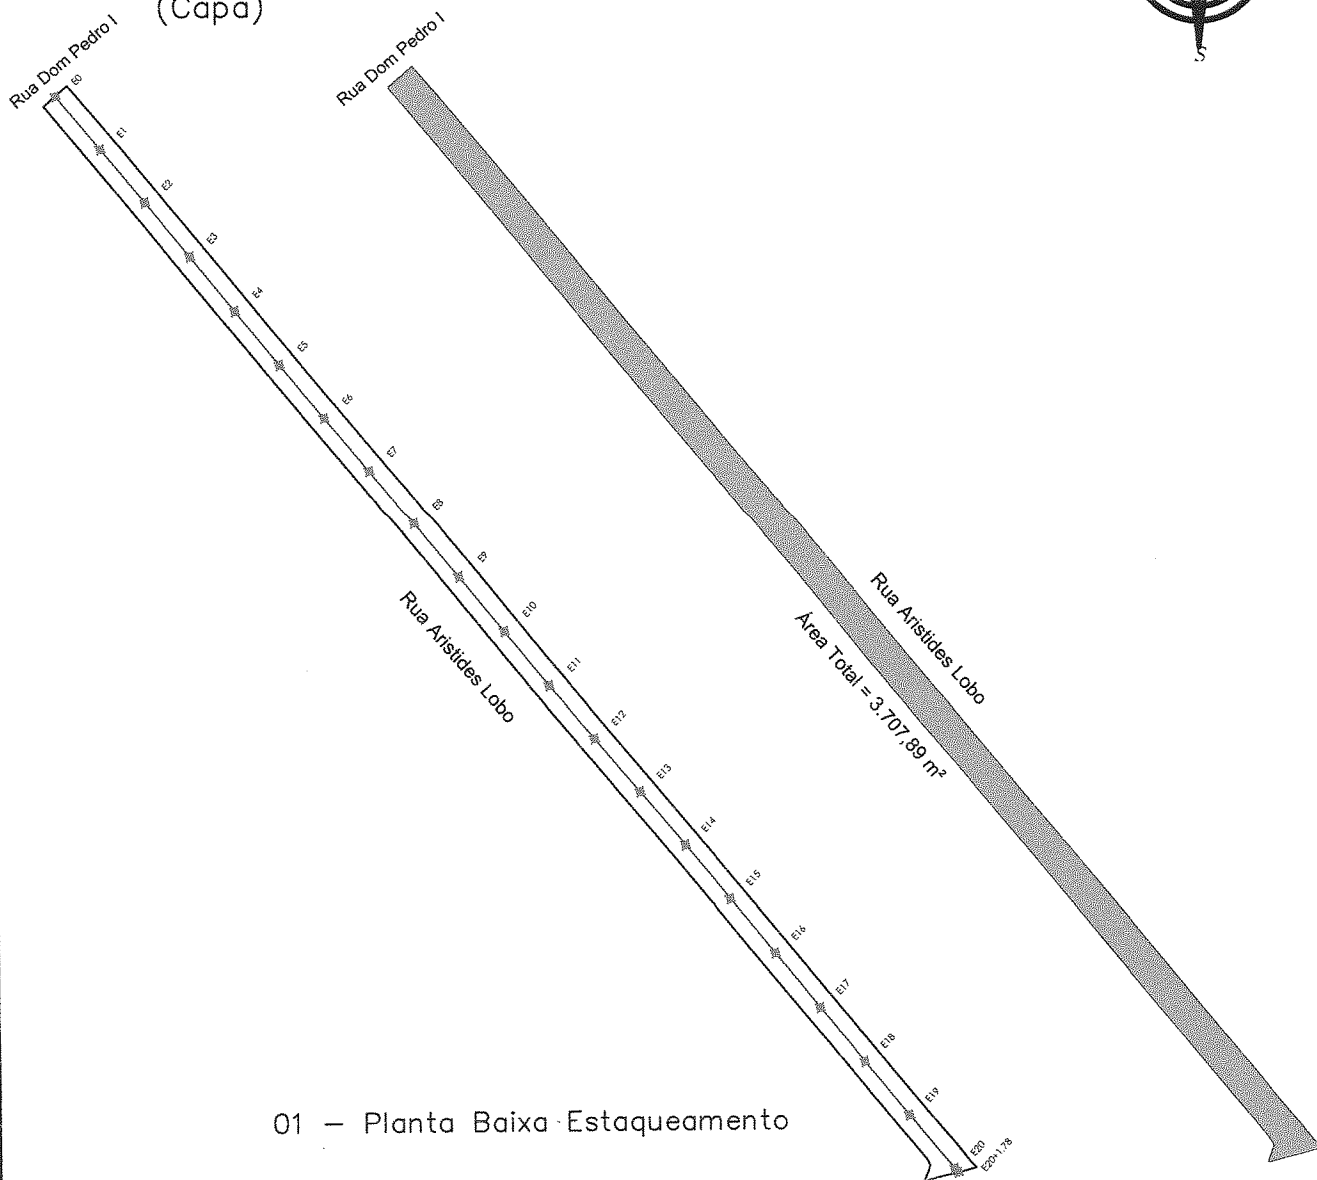 (Capa)
S
Rua Dom Pedro I
Rua Dom Pedro I
E0
E1
E2
E3
E4
E5
E6
E7
E8
E9
E10
E11
E12
E13
E14
E15
E16
E17
E18
E19
E20
E20+1.78
Rua Aristides Lobo
Rua Aristides Lobo
Área Total = 3.707,89 m²
01 – Planta Baixa Estaqueamento